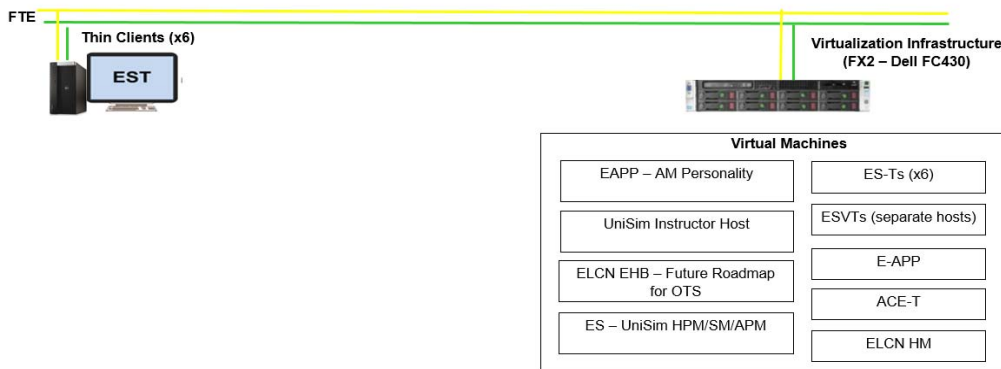 FTE
Thin Clients (x6)
EST
Virtualization Infrastructure
(FX2 – Dell FC430)
Virtual Machines
EAPP – AM Personality
UniSim Instructor Host
ELCN EHB – Future Roadmap
for OTS
ES – UniSim HPM/SM/APM
ES-Ts (x6)
ESVTs (separate hosts)
E-APP
ACE-T
ELCN HM